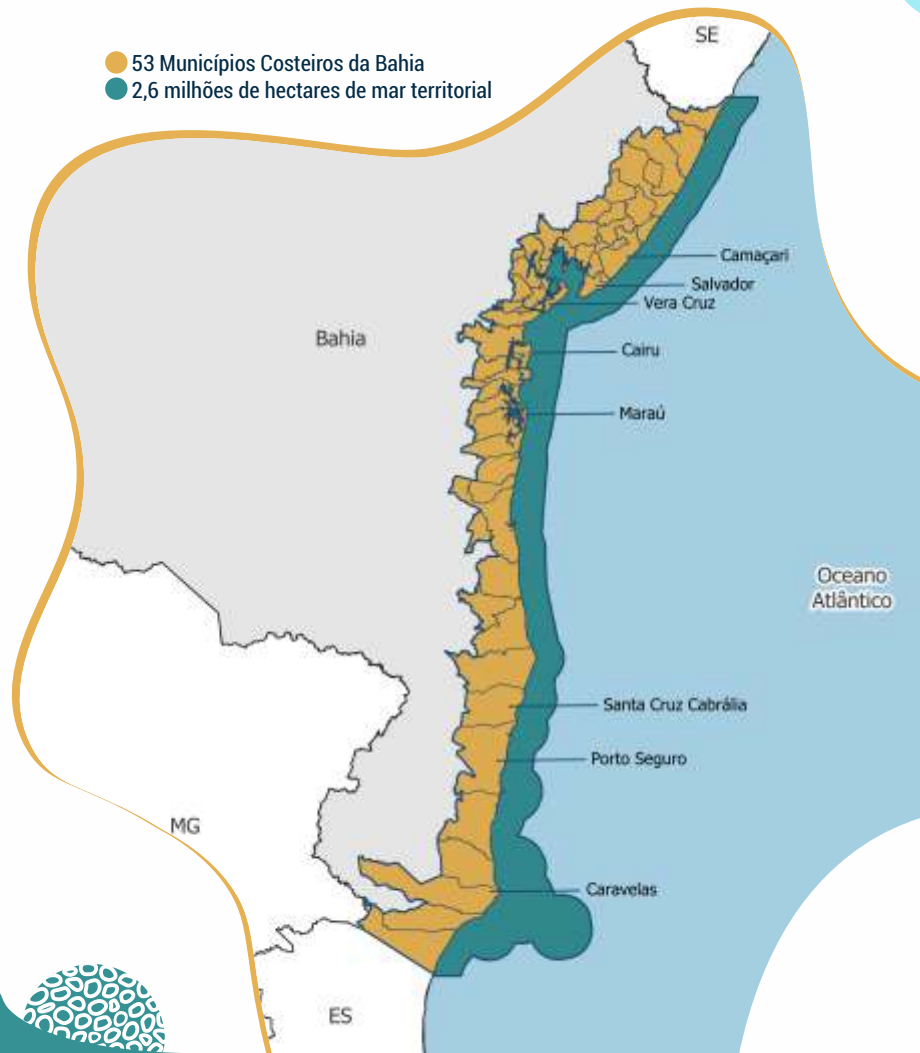 SE
53 Municípios Costeiros da Bahia
2,6 milhões de hectares de mar territorial
Camaçari
Salvador
Vera Cruz
Bahia
Cairu
Maraú
Oceano
Atlântico
Santa Cruz Cabrália
Porto Seguro
MG
Caravelas
ES